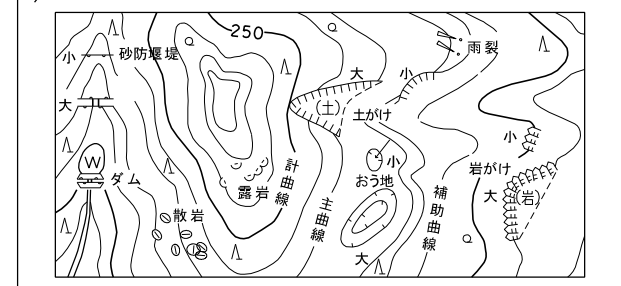 250
小
砂防堰堤
大
W
ダム
散岩
露岩
計曲線
主曲線
大
(土)
土がけ
小
雨裂
小
おう地
大
補助曲線
小
岩がけ
大
(岩)